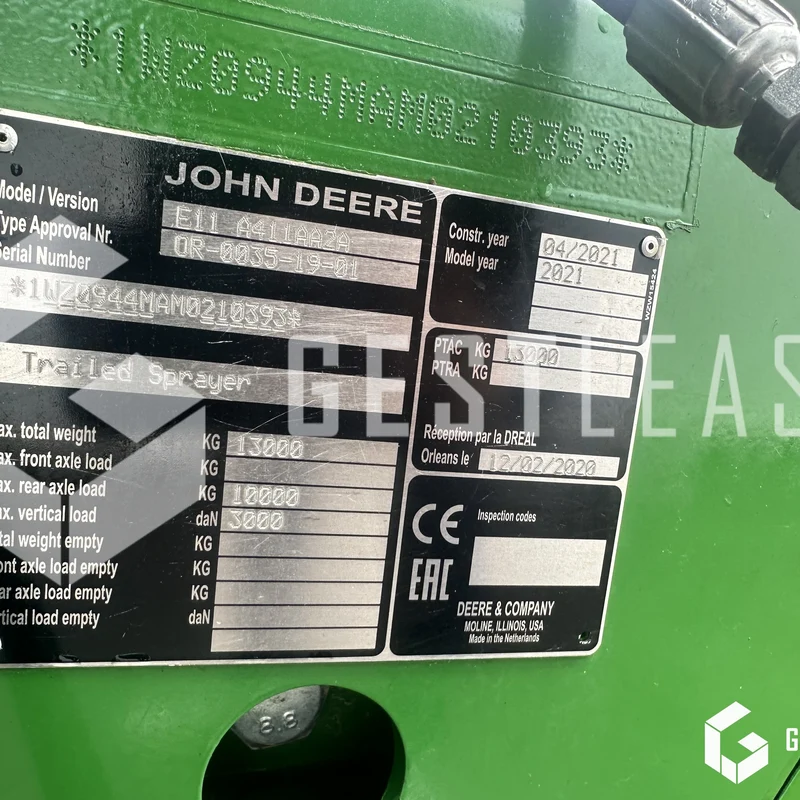 *1WZ0944MAM0210393*
JOHN DEERE
Model / Version
E11 A411AA2A
Type Approval Nr.
OR-0035-19-01
Serial Number
*1WZ0944MAM0210393*
Trailed Sprayer
ax. total weight KG 13000
ax. front axle load KG
ax. rear axle load KG 10000
ax. vertical load daN 3000
tal weight empty KG
ont axle load empty KG
ar axle load empty KG
rtical load empty daN
Constr. year 04/2021
Model year 2021
WZW15424
PTAC KG 13000
PTRA KG
Réception par la DREAL
Orleans le 12/02/2020
CE
Inspection codes
EAC
DEERE & COMPANY
MOLINE, ILLINOIS, USA
Made in the Netherlands
8.8
GESTLEAS
G